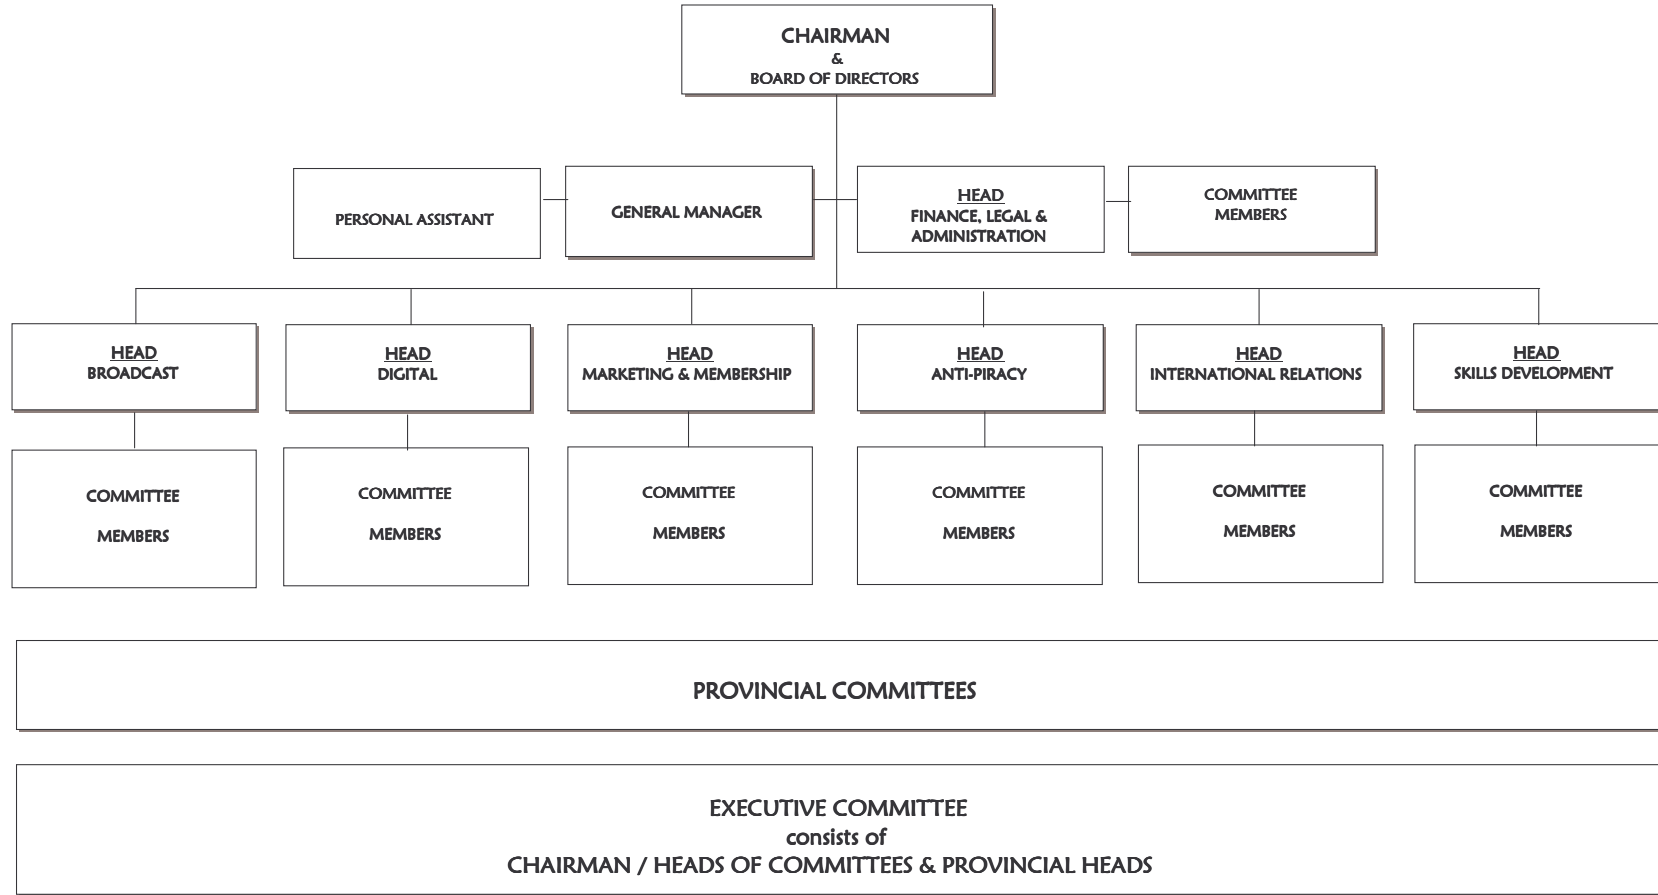 CHAIRMAN
&
BOARD OF DIRECTORS
PERSONAL ASSISTANT
GENERAL MANAGER
HEAD
FINANCE, LEGAL &
ADMINISTRATION
COMMITTEE
MEMBERS
HEAD
BROADCAST
HEAD
DIGITAL
HEAD
MARKETING & MEMBERSHIP
HEAD
ANTI-PIRACY
HEAD
INTERNATIONAL RELATIONS
HEAD
SKILLS DEVELOPMENT
COMMITTEE
MEMBERS
COMMITTEE
MEMBERS
COMMITTEE
MEMBERS
COMMITTEE
MEMBERS
COMMITTEE
MEMBERS
COMMITTEE
MEMBERS
PROVINCIAL COMMITTEES
EXECUTIVE COMMITTEE
consists of
CHAIRMAN / HEADS OF COMMITTEES & PROVINCIAL HEADS